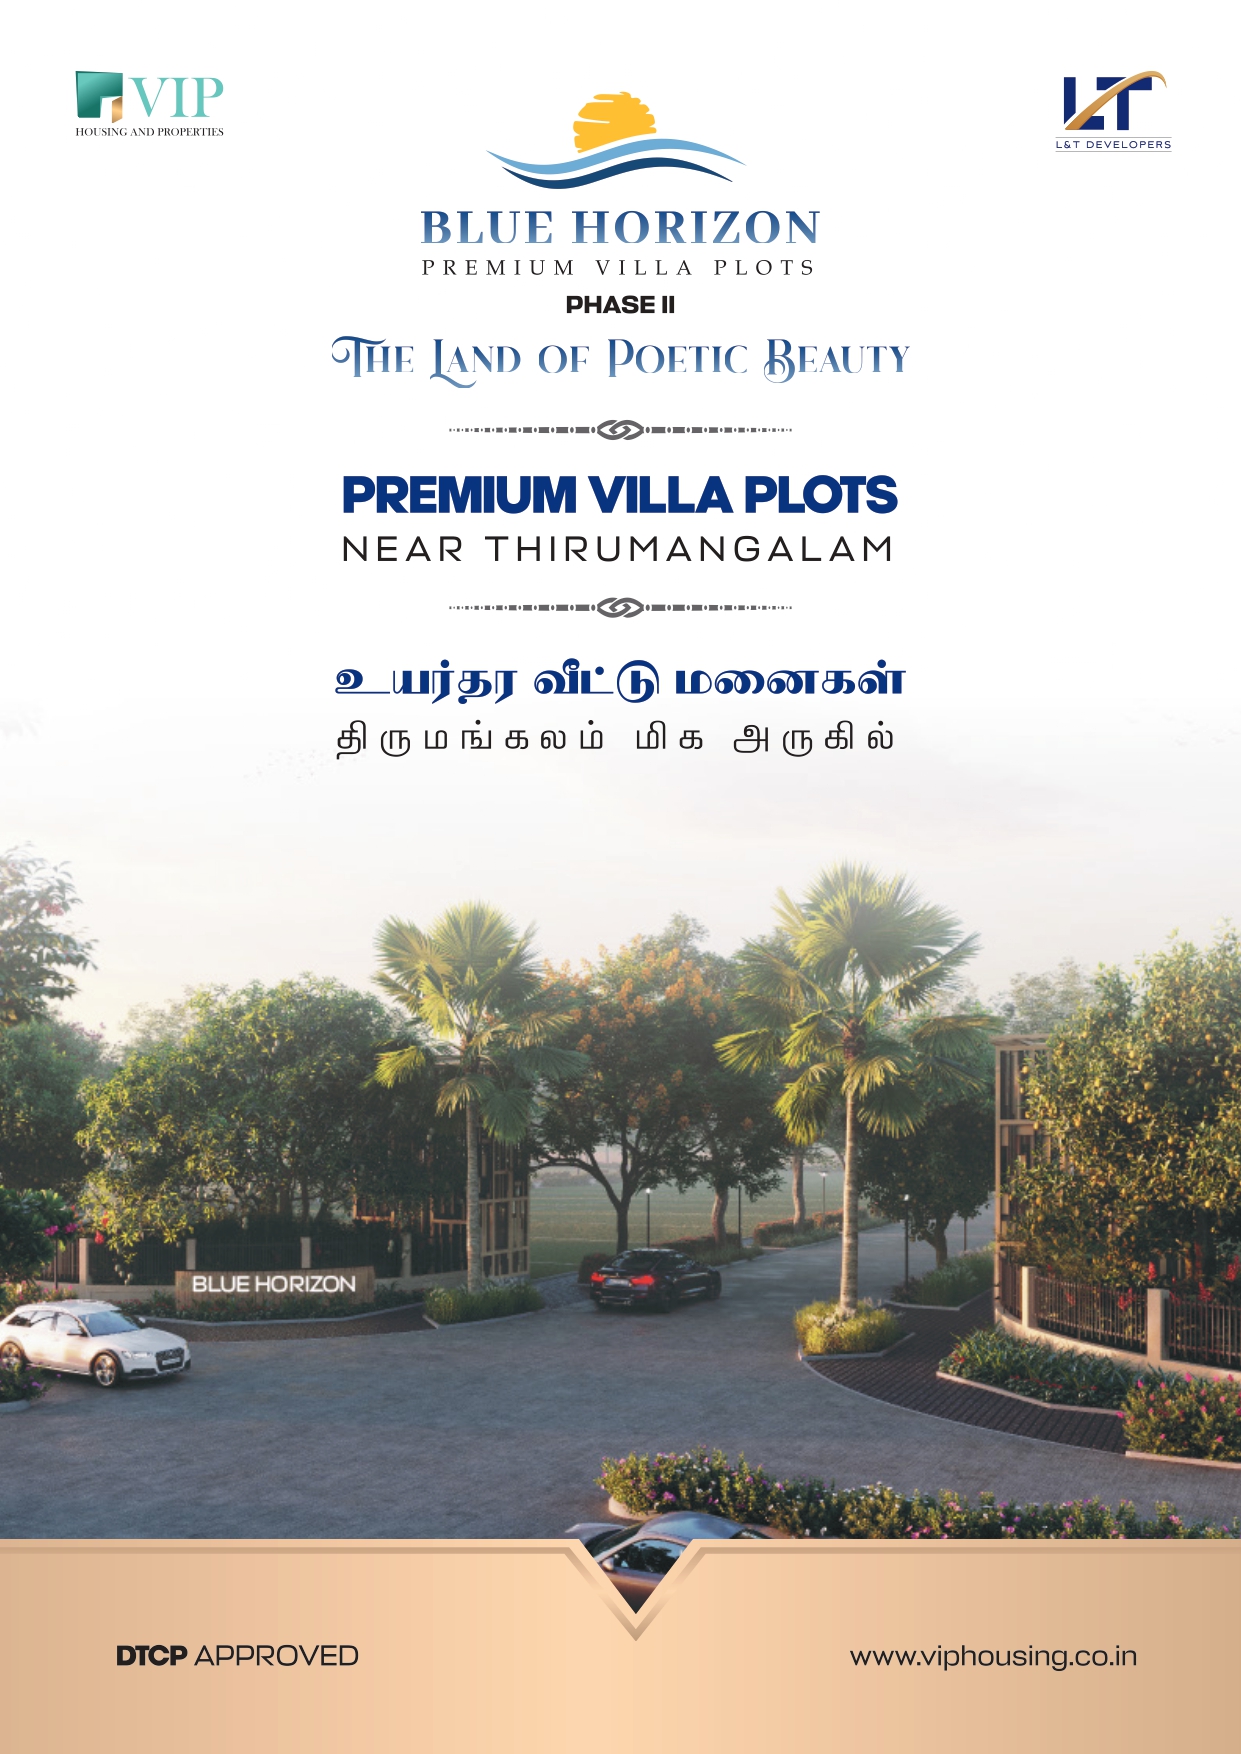 VIP
HOUSING AND PROPERTIES
LT
L&T DEVELOPERS
BLUE HORIZON
PREMIUM VILLA PLOTS
PHASE II
THE LAND OF POETIC BEAUTY
PREMIUM VILLA PLOTS
NEAR THIRUMANGALAM
உயர்தர வீட்டு மனைகள்
திருமங்கலம் மிக அருகில்
BLUE HORIZON
DTCP APPROVED
www.viphousing.co.in